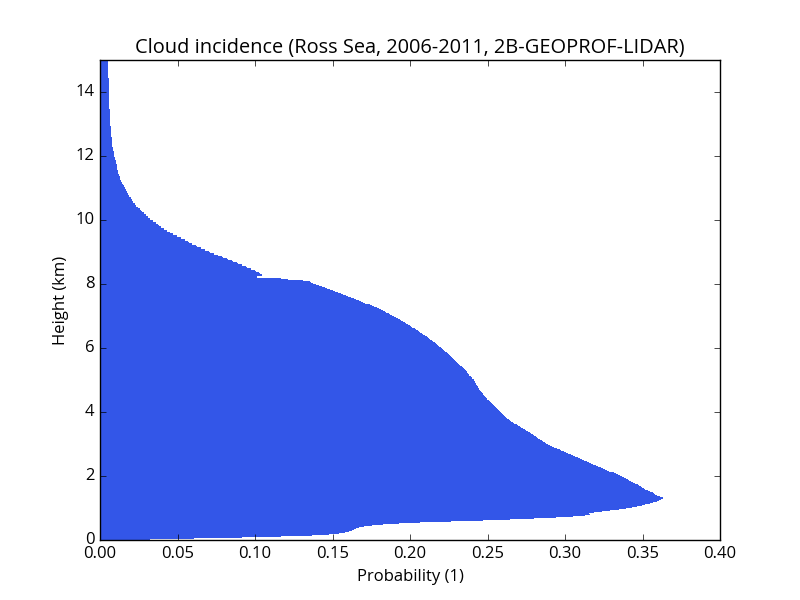 Cloud incidence (Ross Sea, 2006-2011, 2B-GEOPROF-LIDAR)
14
12
10
8
6
4
2
0
Height (km)
0.00 0.05 0.10 0.15 0.20 0.25 0.30 0.35 0.40
Probability (1)